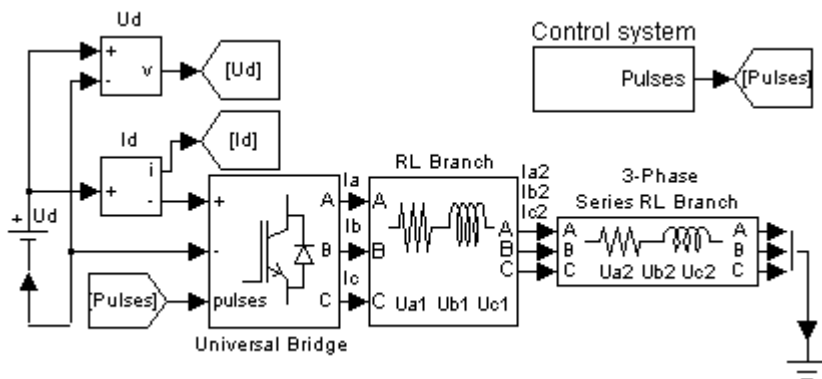 Ud
+
-
v
[Ud]
Control system
Pulses
[Pulses]
Id
+
i
-
[Id]
+ Ud
+
-
pulses
A
B
C
[Pulses]
Universal Bridge
Ia
Ib
Ic
RL Branch
A
B
C
A
B
C
Ua1 Ub1 Uc1
Ia2
Ib2
Ic2
3-Phase
Series RL Branch
A
B
C
A
B
C
Ua2 Ub2 Uc2